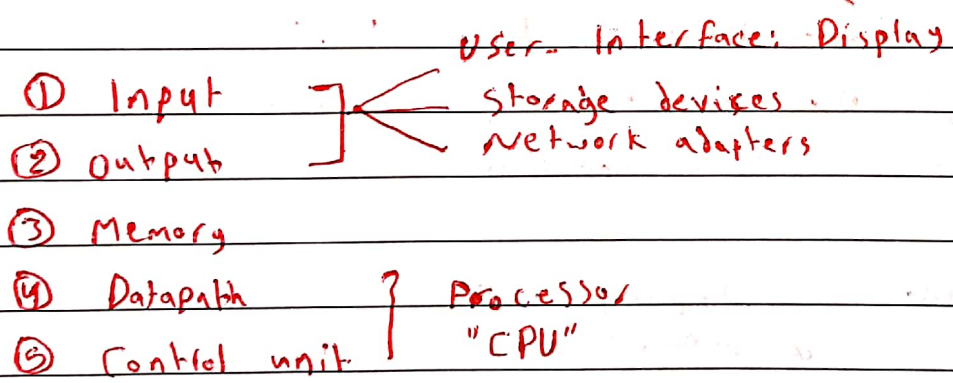 User- Interface: Display
① Input
Storage devices.
Network adapters
② output
③ Memory
④ Datapath
Processor
"CPU"
⑤ Control unit